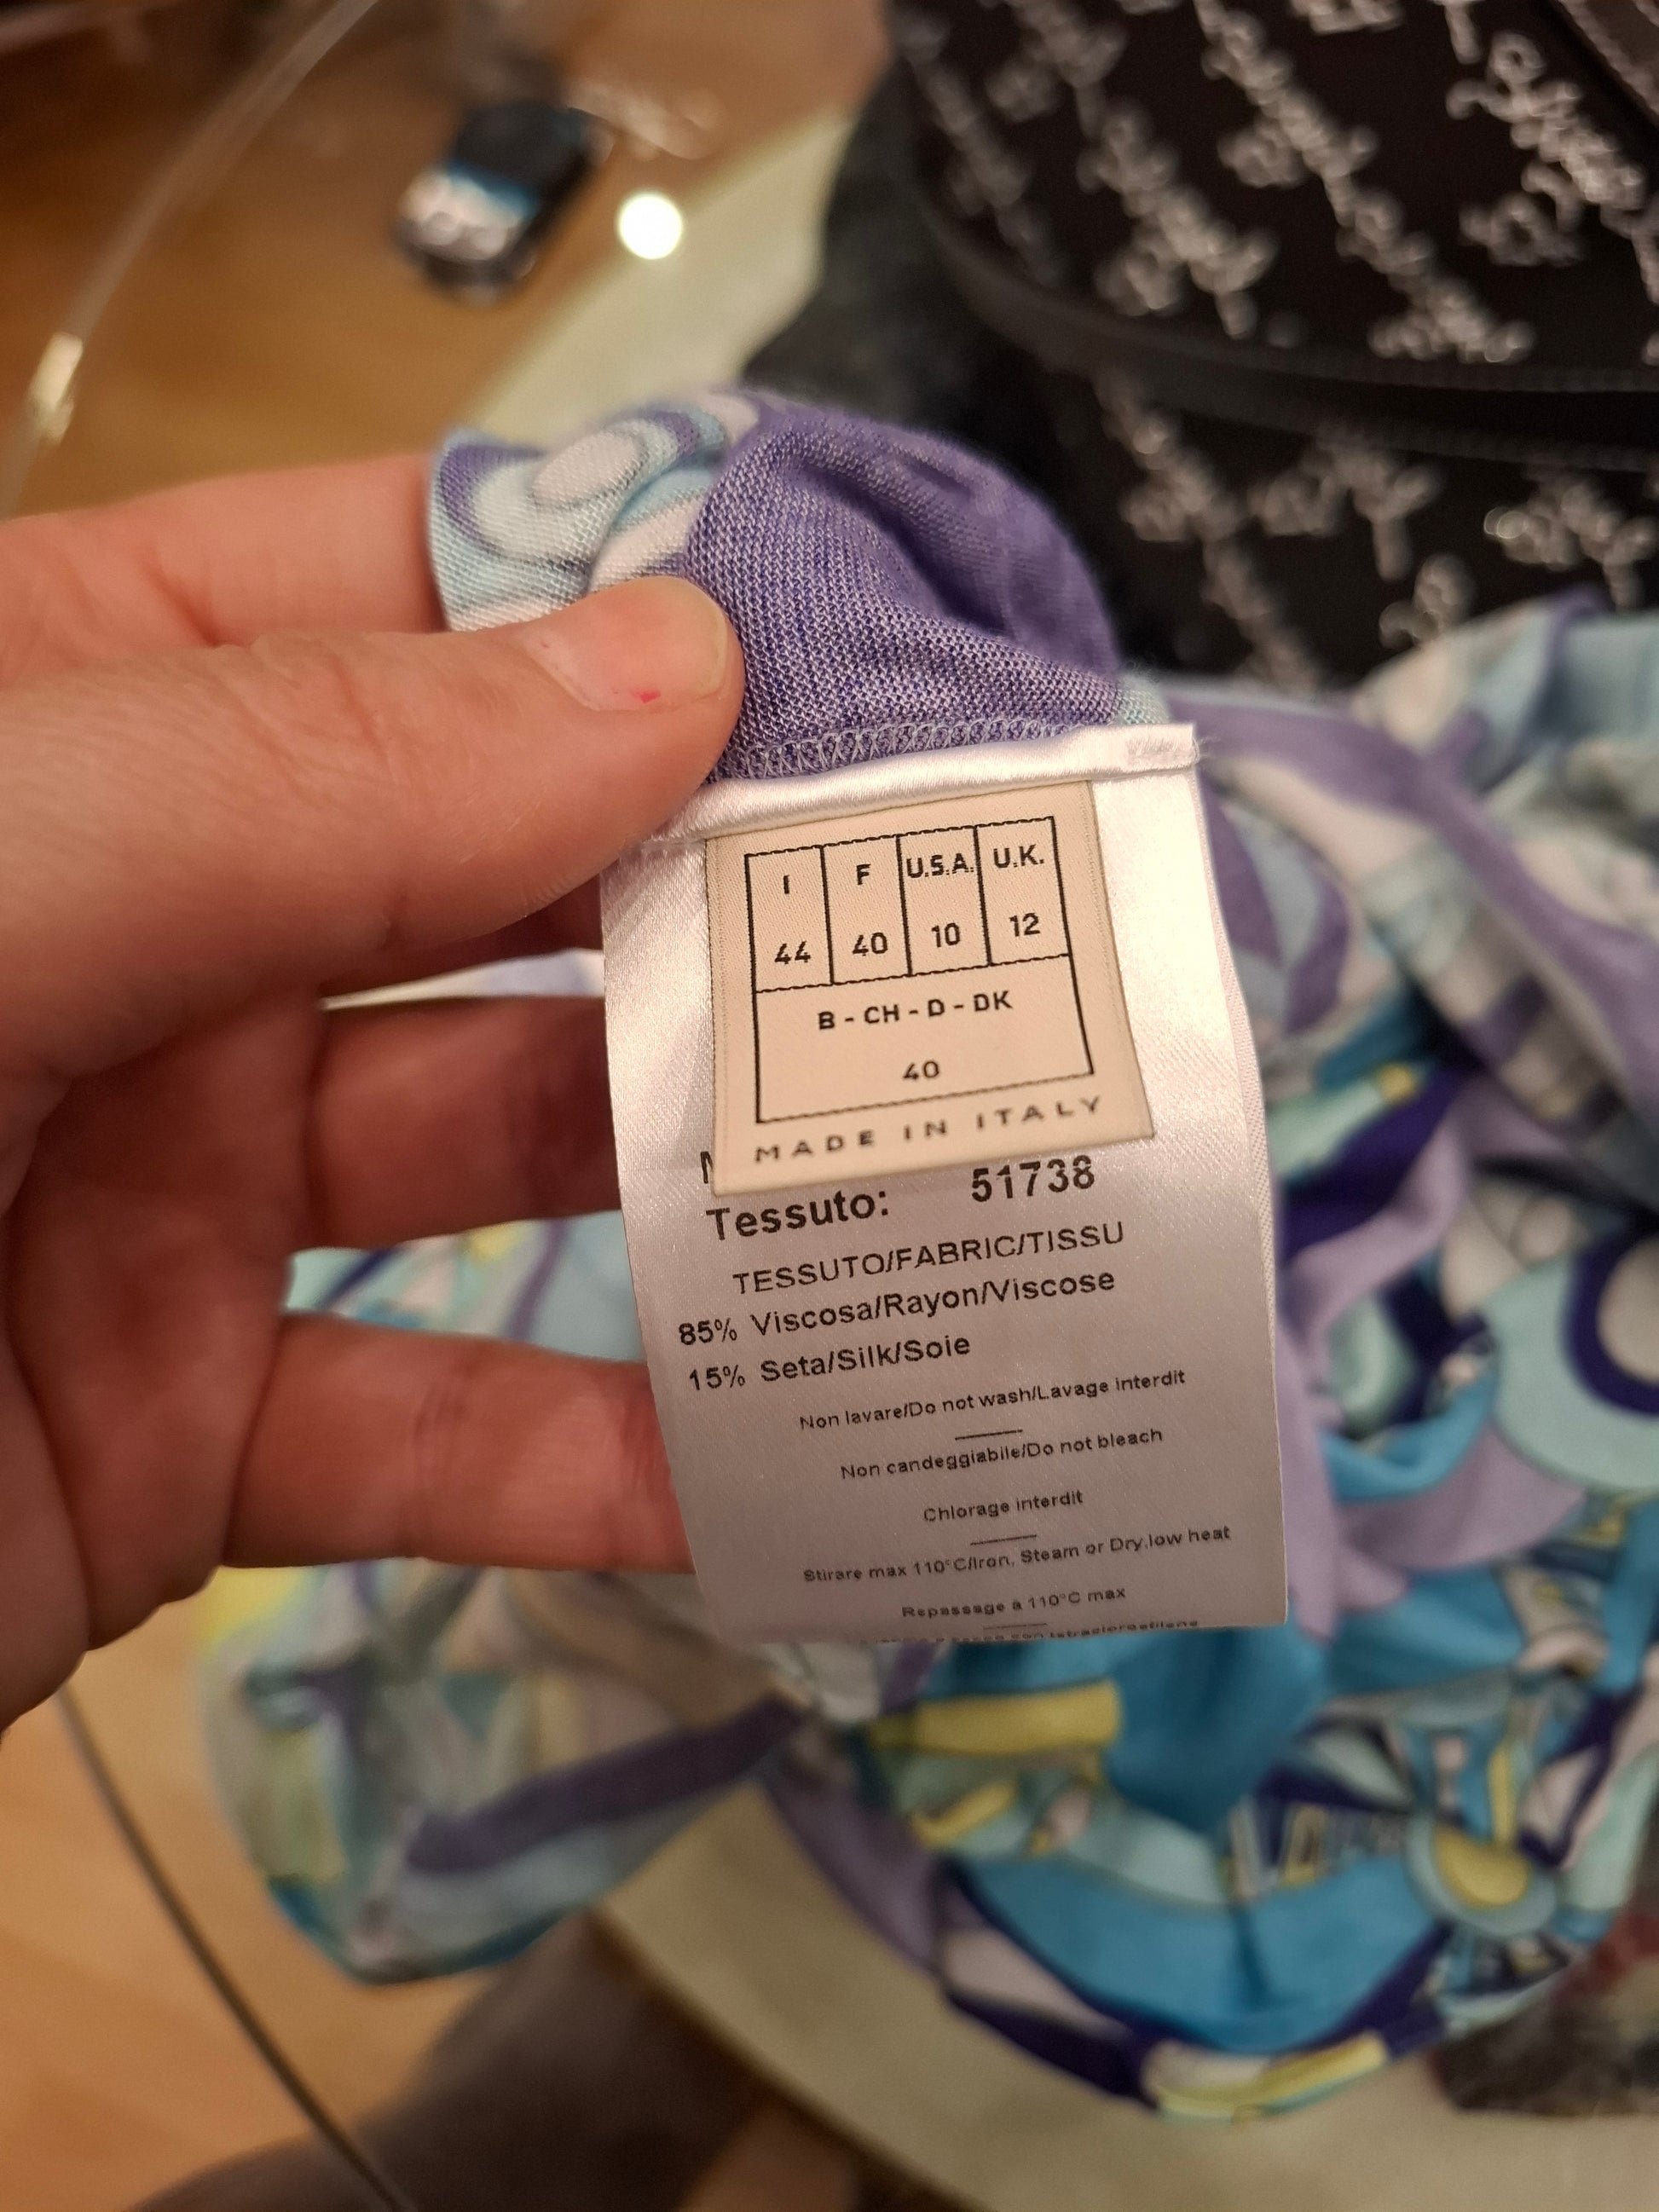 I F U.S.A. U.K.
44 40 10 12
B - CH - D - DK
40
MADE IN ITALY
Tessuto: 51738
TESSUTO/FABRIC/TISSU
85% Viscosa/Rayon/Viscose
15% Seta/Silk/Soie
Non lavare/Do not wash/Lavage interdit
Non candeggiabile/Do not bleach
Chlorage interdit
Stirare max 110°C/Iron, Steam or Dry,low heat
Repassage à 110°C max
con tetracloroetilene